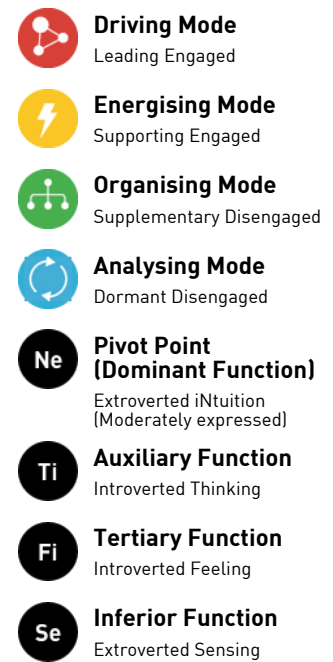 Driving Mode
Leading Engaged
Energising Mode
Supporting Engaged
Organising Mode
Supplementary Disengaged
Analysing Mode
Dormant Disengaged
Ne
Pivot Point
(Dominant Function)
Extroverted iNtuition
(Moderately expressed)
Ti
Auxiliary Function
Introverted Thinking
Fi
Tertiary Function
Introverted Feeling
Se
Inferior Function
Extroverted Sensing